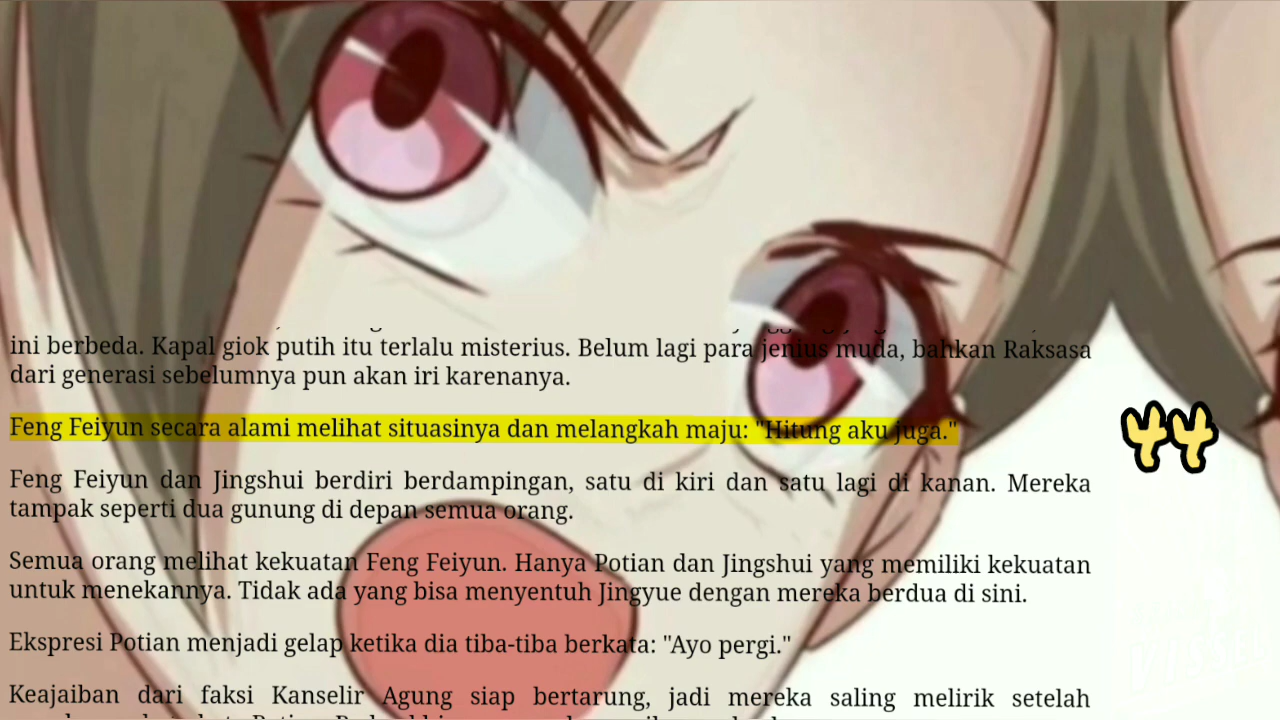 ini berbeda. Kapal giok putih itu terlalu misterius. Belum lagi para jenius muda, bahkan Raksasa
dari generasi sebelumnya pun akan iri karenanya.
Feng Feiyun secara alami melihat situasinya dan melangkah maju: "Hitung aku juga."
Feng Feiyun dan Jingshui berdiri berdampingan, satu di kiri dan satu lagi di kanan. Mereka
tampak seperti dua gunung di depan semua orang.
Semua orang melihat kekuatan Feng Feiyun. Hanya Potian dan Jingshui yang memiliki kekuatan
untuk menekannya. Tidak ada yang bisa menyentuh Jingyue dengan mereka berdua di sini.
Ekspresi Potian menjadi gelap ketika dia tiba-tiba berkata: "Ayo pergi."
Keajaiban dari faksi Kanselir Agung siap bertarung, jadi mereka saling melirik setelah